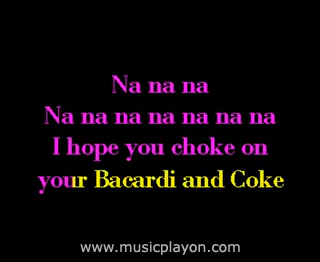 Na na na
Na na na na na na na
I hope you choke on
your Bacardi and Coke
www.musicplayon.com